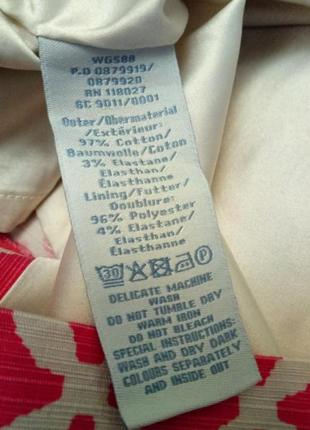 WG588
P.O 0879919/
0879920
RN 118027
SC 9011/0001
Outer/Obermaterial
/Extérieur:
97% Cotton/
Baumwolle/Coton
3% Elastane/
Elasthan/
Élasthanne
Lining/Futter/
Doublure:
96% Polyester
4% Elastane/
Elasthan/
Élasthanne
30 P
DELICATE MACHINE
WASH
DO NOT TUMBLE DRY
WARM IRON
DO NOT BLEACH
SPECIAL INSTRUCTIONS:
WASH AND DRY DARK
COLOURS SEPARATELY
AND INSIDE OUT